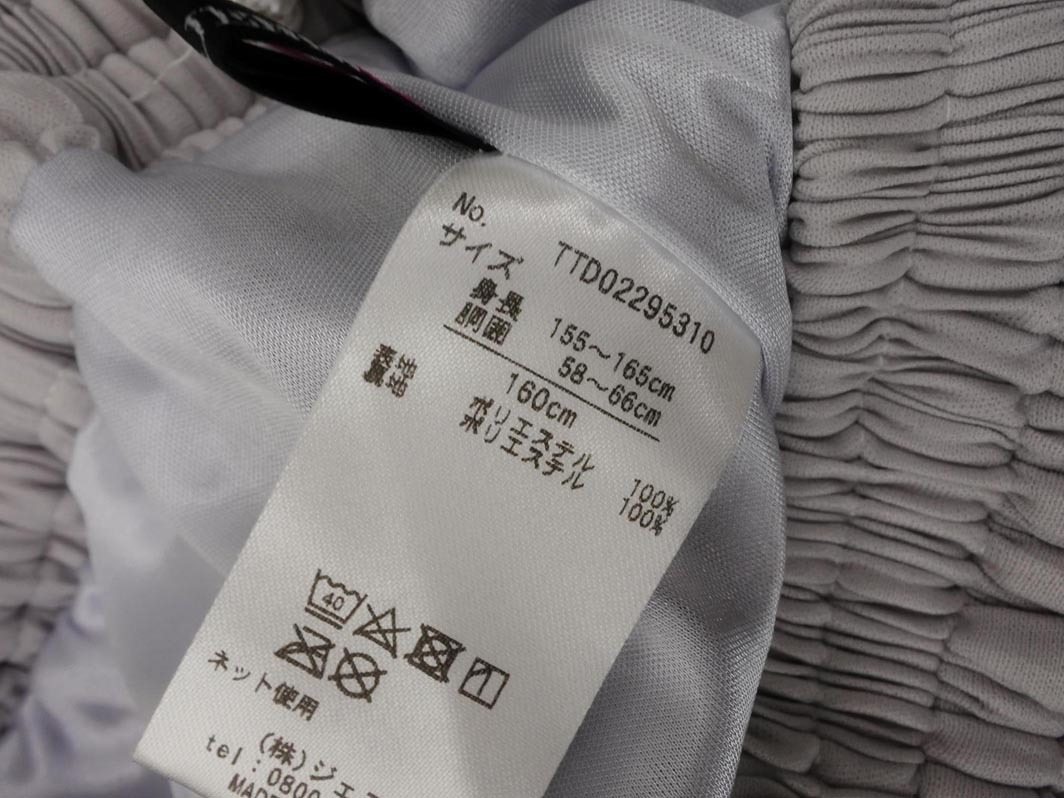 No. TTD02295310
サイズ
身長 155～165cm
胴囲 58～66cm
160cm
表地 ポリエステル 100%
裏地 ポリエステル 100%
40
ネット使用
(株)ジェ
tel:0800
MADE